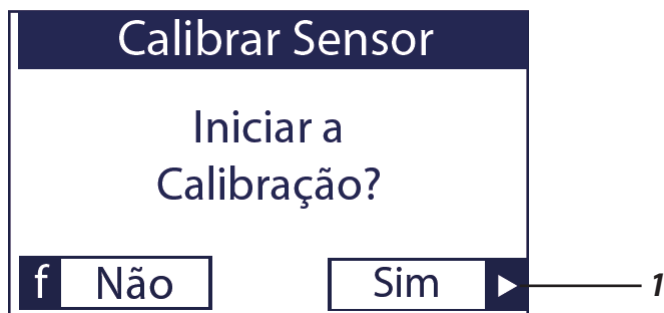 Calibrar Sensor
Iniciar a
Calibração?
f Não Sim ▶ 1